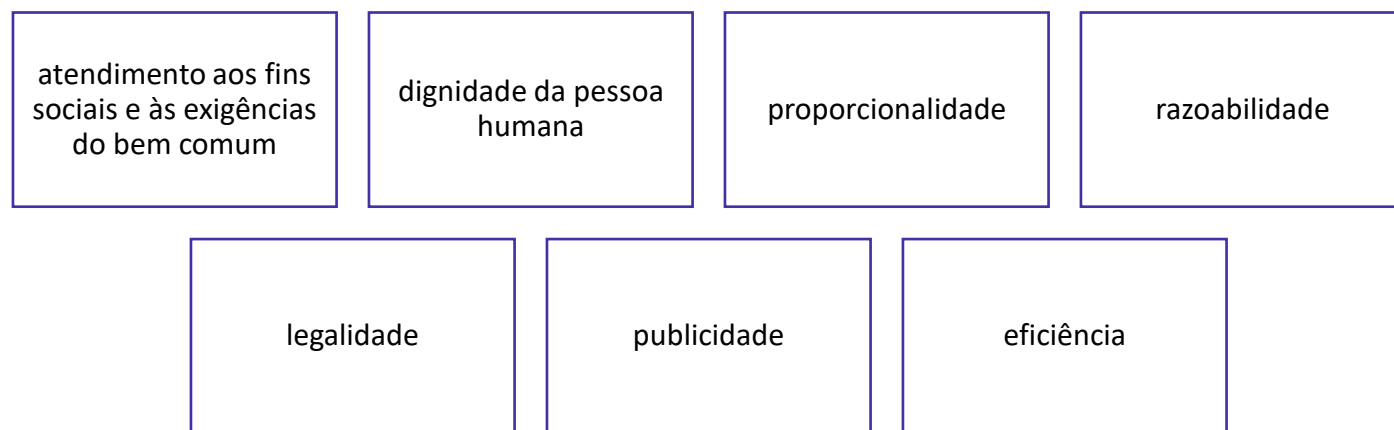 atendimento aos fins
sociais e às exigências
do bem comum
dignidade da pessoa
humana
proporcionalidade
razoabilidade
legalidade
publicidade
eficiência